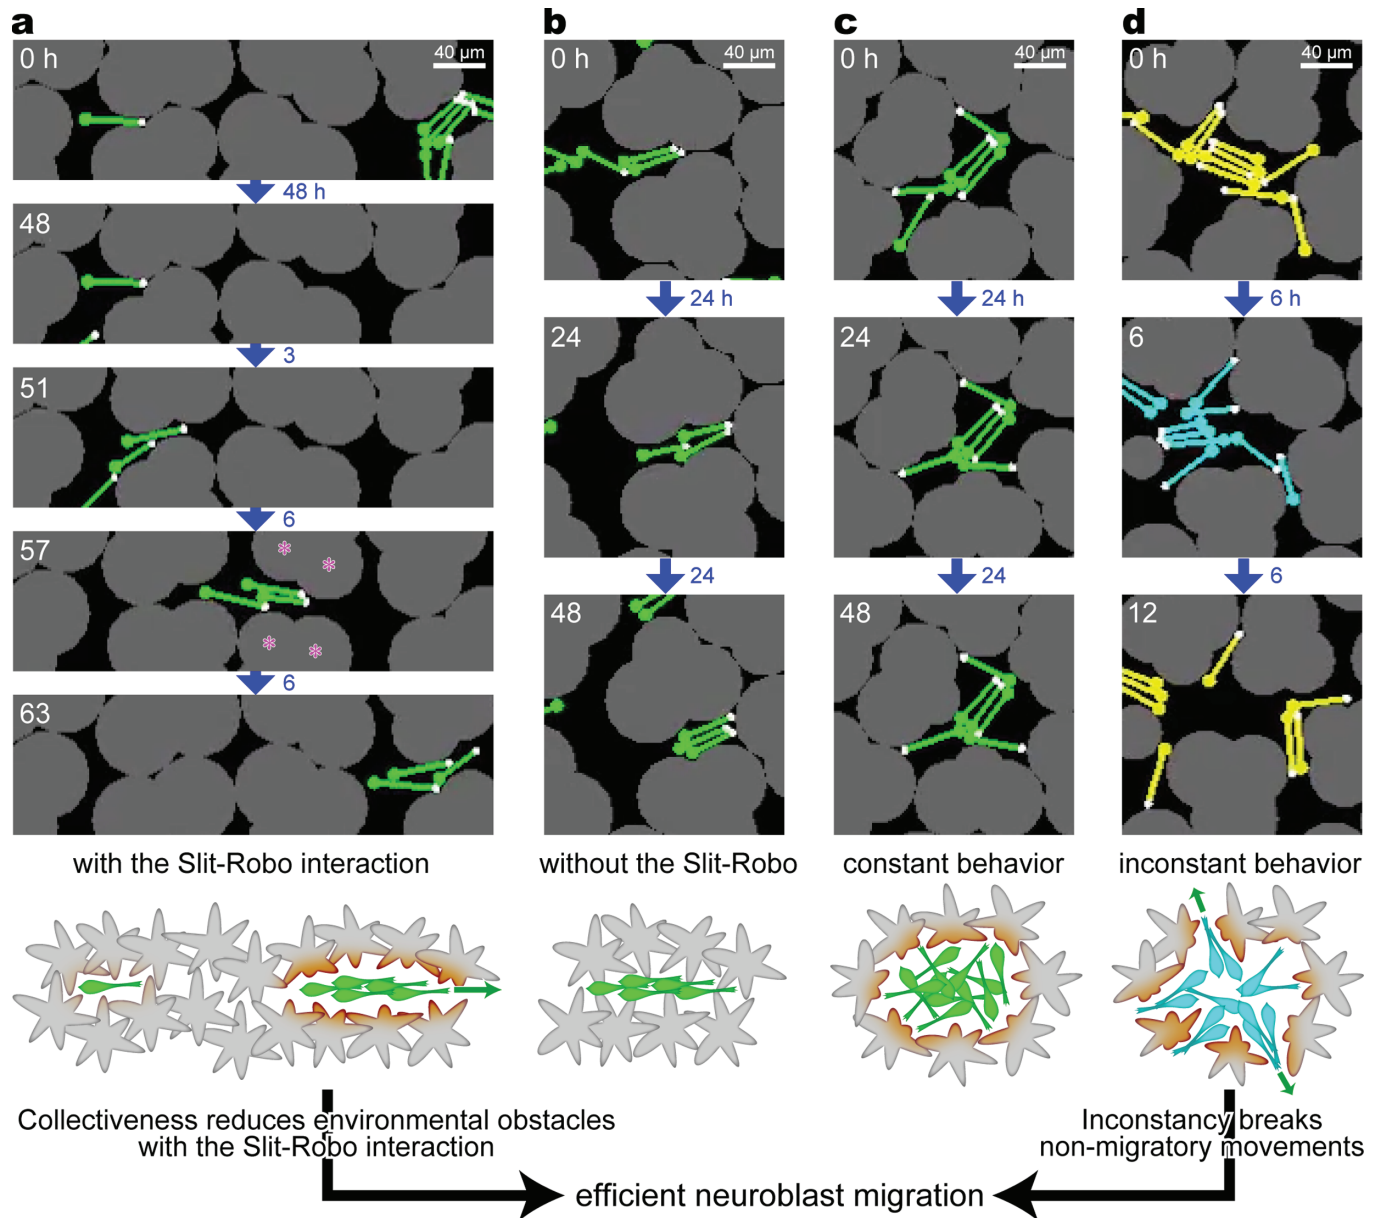 a
0 h
40 µm
48 h
48
3
51
6
57
* * * *
6
63
with the Slit-Robo interaction
b
0 h
40 µm
24 h
24
24
48
without the Slit-Robo
c
0 h
40 µm
24 h
24
24
48
constant behavior
d
0 h
40 µm
6 h
6
6
12
inconstant behavior
Collectiveness reduces environmental obstacles
with the Slit-Robo interaction
Inconstancy breaks
non-migratory movements
efficient neuroblast migration